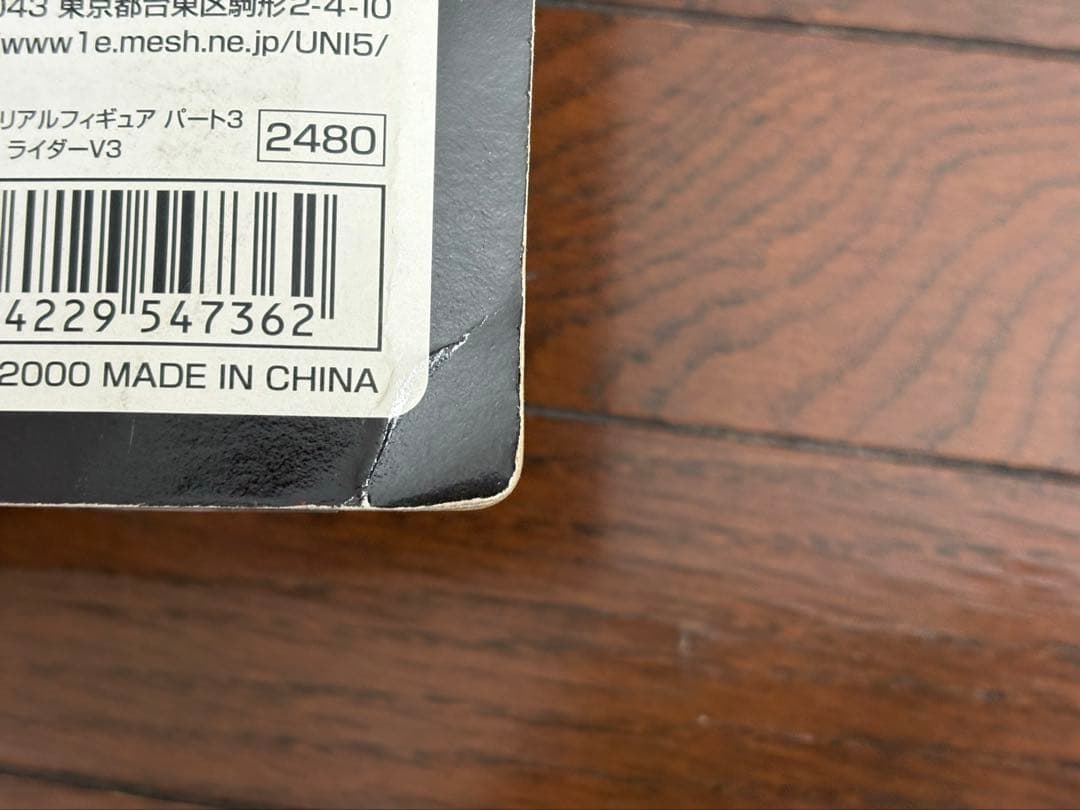 043 東京都台東区駒形2-4-10
/www1e.mesh.ne.jp/UNI5/
リアルフィギュア パート3
ライダーV3
2480
4229 547362
2000 MADE IN CHINA